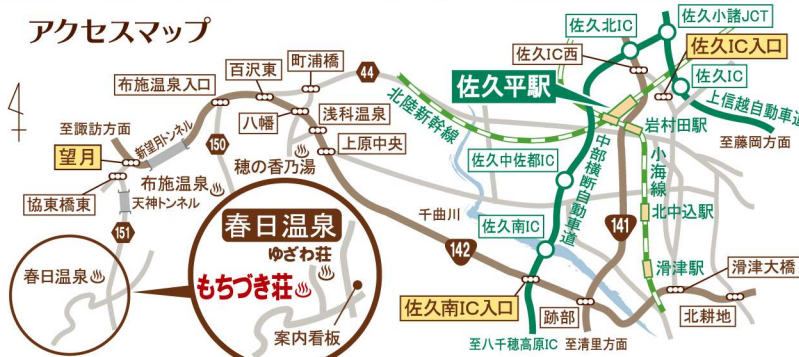 アクセスマップ
佐久北IC
佐久小諸JCT
佐久IC西
佐久IC入口
佐久IC
上信越自動車道
至藤岡方面
佐久平駅
北陸新幹線
岩村田駅
町浦橋
44
百沢東
布施温泉入口
八幡
浅科温泉
上原中央
穂の香乃湯
至諏訪方面
新望月トンネル
望月
150
布施温泉
協東橋東
天神トンネル
151
春日温泉
春日温泉
ゆざわ荘
もちづき荘
案内看板
千曲川
142
佐久中佐都IC
中部横断自動車道
佐久南IC
佐久南IC入口
141
小海線
北中込駅
滑津駅
滑津大橋
北耕地
跡部
至八千穂高原IC
至清里方面